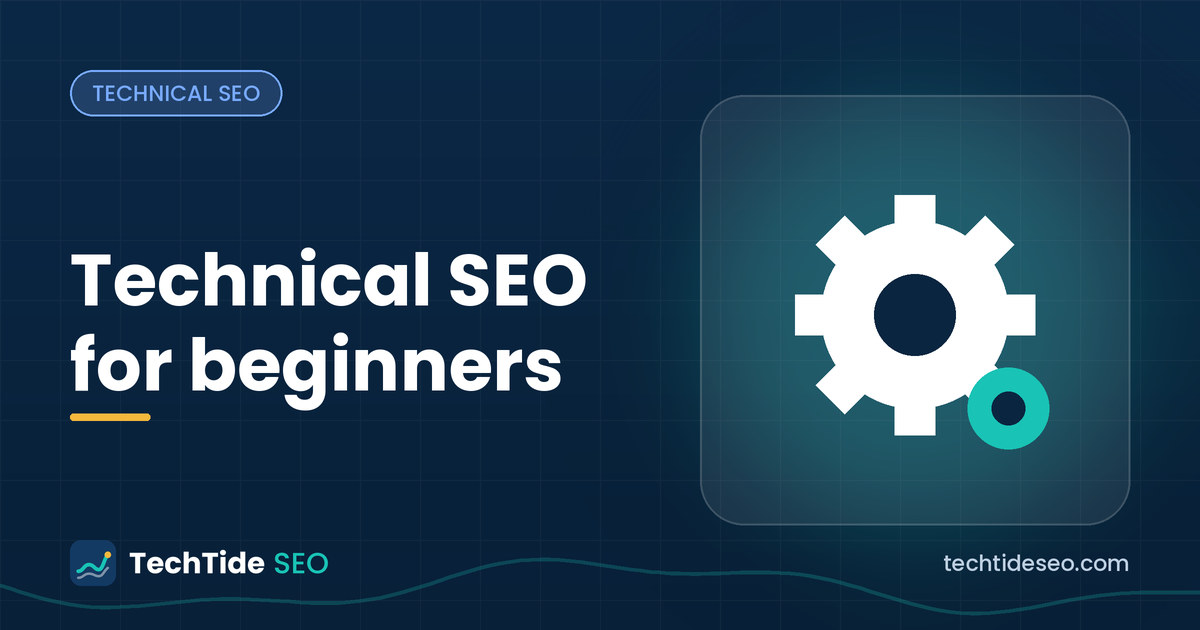 TECHNICAL SEO
Technical SEO
for beginners
TechTide SEO
techtideseo.com